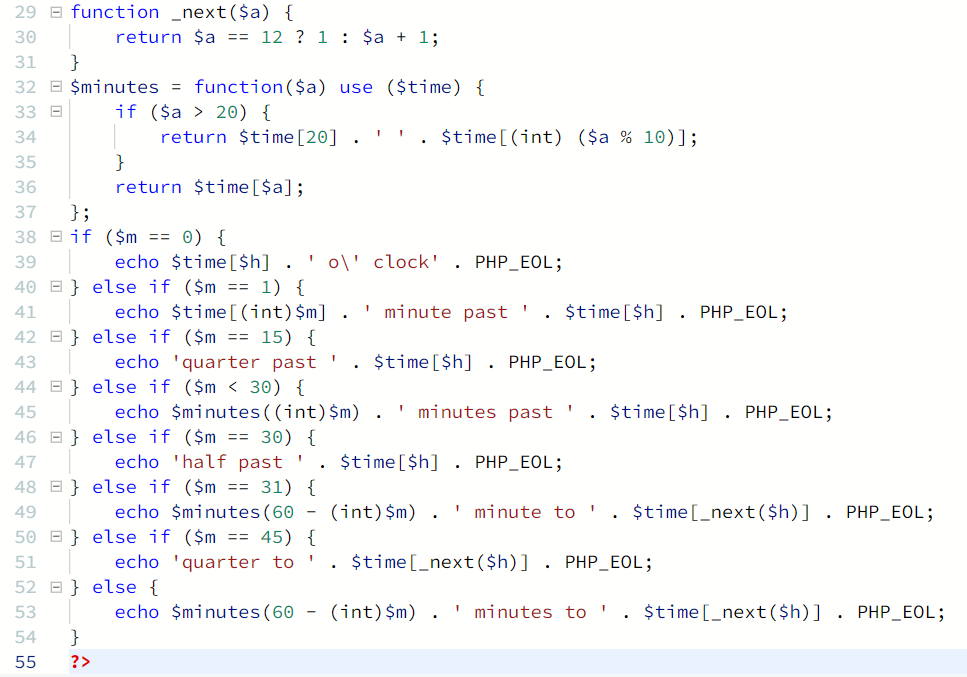 29 function _next($a) {
30     return $a == 12 ? 1 : $a + 1;
31 }
32 $minutes = function($a) use ($time) {
33     if ($a > 20) {
34         return $time[20] . ' ' . $time[(int) ($a % 10)];
35     }
36     return $time[$a];
37 };
38 if ($m == 0) {
39     echo $time[$h] . ' o\' clock' . PHP_EOL;
40 } else if ($m == 1) {
41     echo $time[(int)$m] . ' minute past ' . $time[$h] . PHP_EOL;
42 } else if ($m == 15) {
43     echo 'quarter past ' . $time[$h] . PHP_EOL;
44 } else if ($m < 30) {
45     echo $minutes((int)$m) . ' minutes past ' . $time[$h] . PHP_EOL;
46 } else if ($m == 30) {
47     echo 'half past ' . $time[$h] . PHP_EOL;
48 } else if ($m == 31) {
49     echo $minutes(60 - (int)$m) . ' minute to ' . $time[_next($h)] . PHP_EOL;
50 } else if ($m == 45) {
51     echo 'quarter to ' . $time[_next($h)] . PHP_EOL;
52 } else {
53     echo $minutes(60 - (int)$m) . ' minutes to ' . $time[_next($h)] . PHP_EOL;
54 }
55 ?>